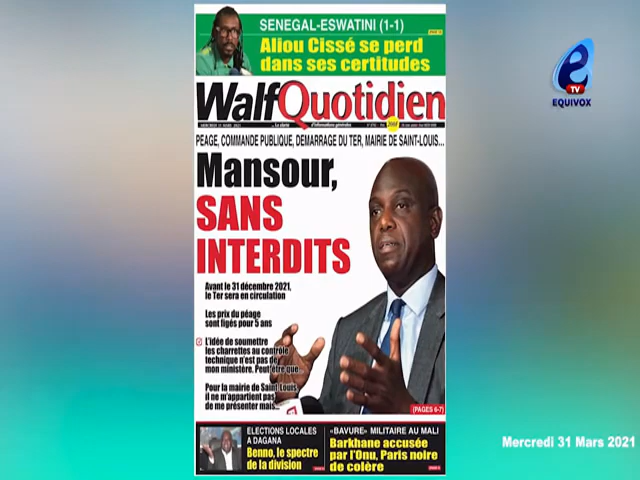 SENEGAL-ESWATINI (1-1)
Aliou Cissé se perd
dans ses certitudes
e TV
EQUIVOX
WalfQuotidien
MERCREDI 31 MARS 2021
PEAGE, COMMANDE PUBLIQUE, DEMARRAGE DU TER, MAIRIE DE SAINT-LOUIS...
Mansour,
SANS
INTERDITS
Avant le 31 décembre 2021,
le Ter sera en circulation
Les prix du péage
sont figés pour 5 ans
L'idée de soumettre
les charrettes au contrôle
technique n'est pas de
mon ministère. Peut être que...
Pour la mairie de Saint-Louis,
il ne m'appartient pas
de me présenter mais...
(PAGES 6-7)
ELECTIONS LOCALES
A DAGANA
Benno, le spectre
de la division
«BAVURE» MILITAIRE AU MALI
Barkhane accusée
par l'Onu, Paris noire
de colère
Mercredi 31 Mars 2021